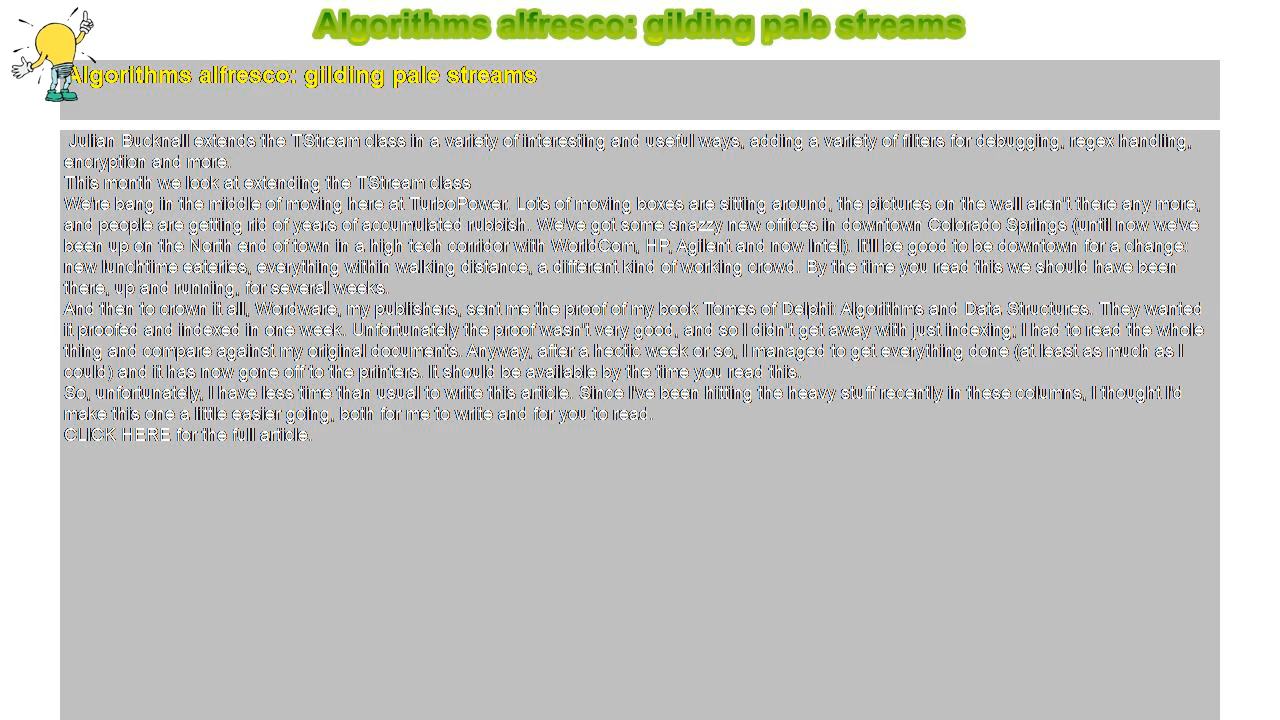 Algorithms alfresco: gilding pale streams
Algorithms alfresco: gilding pale streams
Julian Bucknall extends the TStream class in a variety of interesting and useful ways, adding a variety of filters for debugging, regex handling,
encryption and more.
This month we look at extending the TStream class
We're bang in the middle of moving here at TurboPower. Lots of moving boxes are sitting around, the pictures on the wall aren't there any more,
and people are getting rid of years of accumulated rubbish. We've got some snazzy new offices in downtown Colorado Springs (until now we've
been up on the North end of town in a high tech corridor with WorldCom, HP, Agilent and now Intel). It'll be good to be downtown for a change:
new lunchtime eateries, everything within walking distance, a different kind of working crowd. By the time you read this we should have been
there, up and running, for several weeks.
And then to crown it all, Wordware, my publishers, sent me the proof of my book Tomes of Delphi: Algorithms and Data Structures. They wanted
it proofed and indexed in one week. Unfortunately the proof wasn't very good, and so I didn't get away with just indexing; I had to read the whole
thing and compare against my original documents. Anyway, after a hectic week or so, I managed to get everything done (at least as much as I
could) and it has now gone off to the printers. It should be available by the time you read this.
So, unfortunately, I have less time than usual to write this article. Since I've been hitting the heavy stuff recently in these columns, I thought I'd
make this one a little easier going, both for me to write and for you to read.
CLICK HERE for the full article.